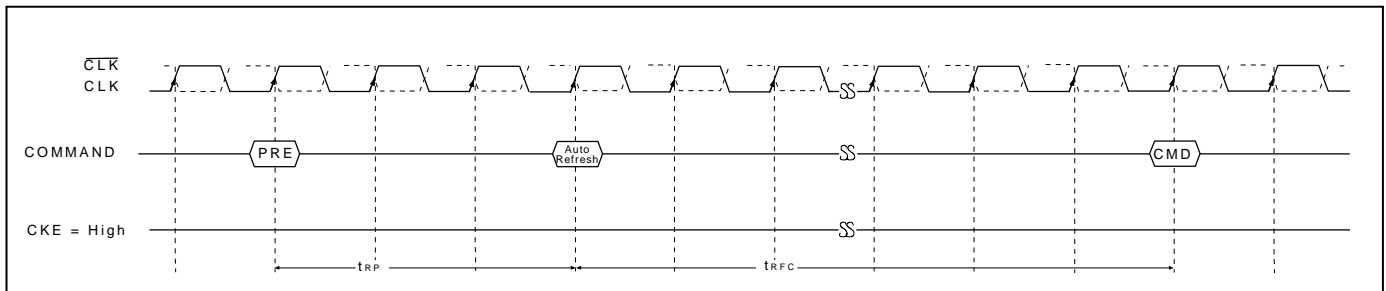 CLK
CLK
COMMAND
PRE
Auto
Refresh
CMD
CKE = High
tRP
tRFC